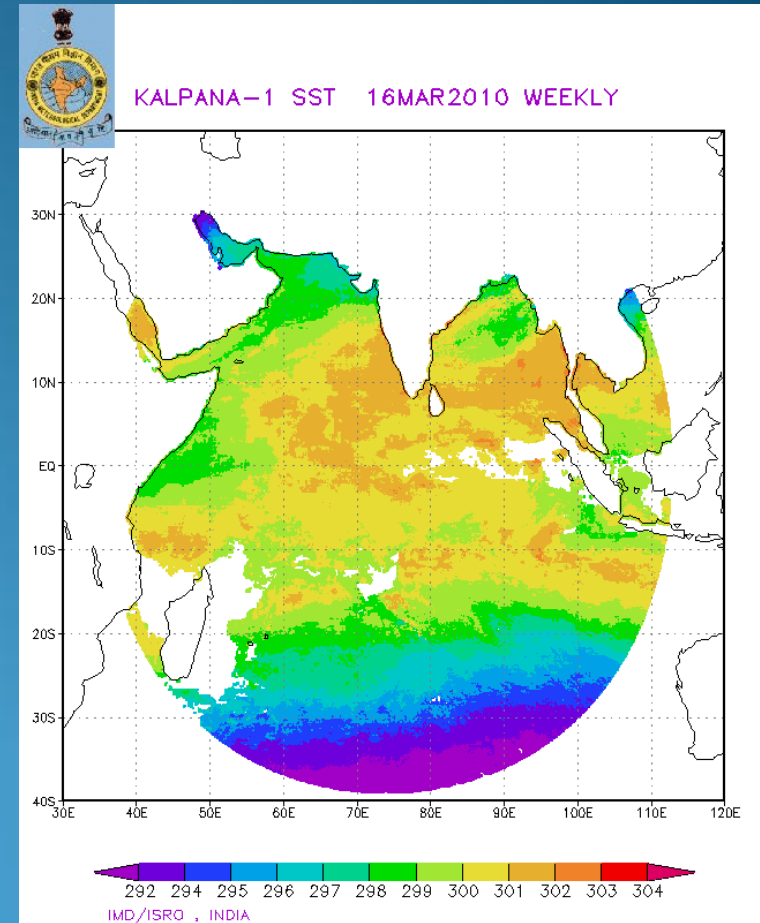 KALPANA-1 SST 16MAR2010 WEEKLY
30N
20N
10N
EQ
10S
20S
30S
40S
30E 40E 50E 60E 70E 80E 90E 100E 110E 120E
292 294 295 296 297 298 299 300 301 302 303 304
IMD/ISRO , INDIA